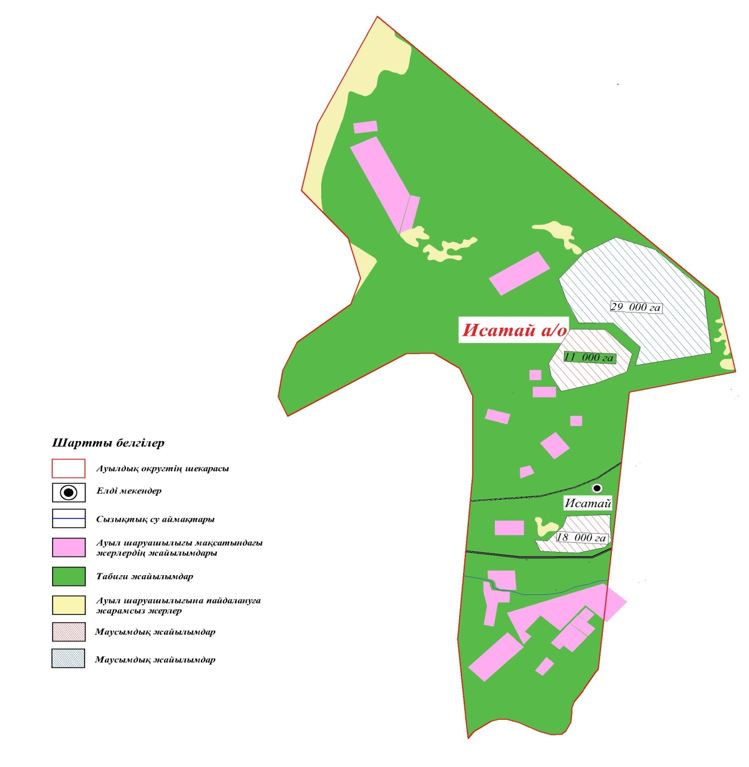 29 000 га
Исатай а/о
11 000 га
Шартты белгілер
Ауылдық округтің шекарасы
Елді мекендер
Исатай
Сызықтық су аймақтары
18 000 га
Ауыл шаруашылығы мақсатындағы
жерлердің жайылымдары
Табиғи жайылымдар
Ауыл шаруашылығына пайдалануға
жарамсыз жерлер
Маусымдық жайылымдар
Маусымдық жайылымдар